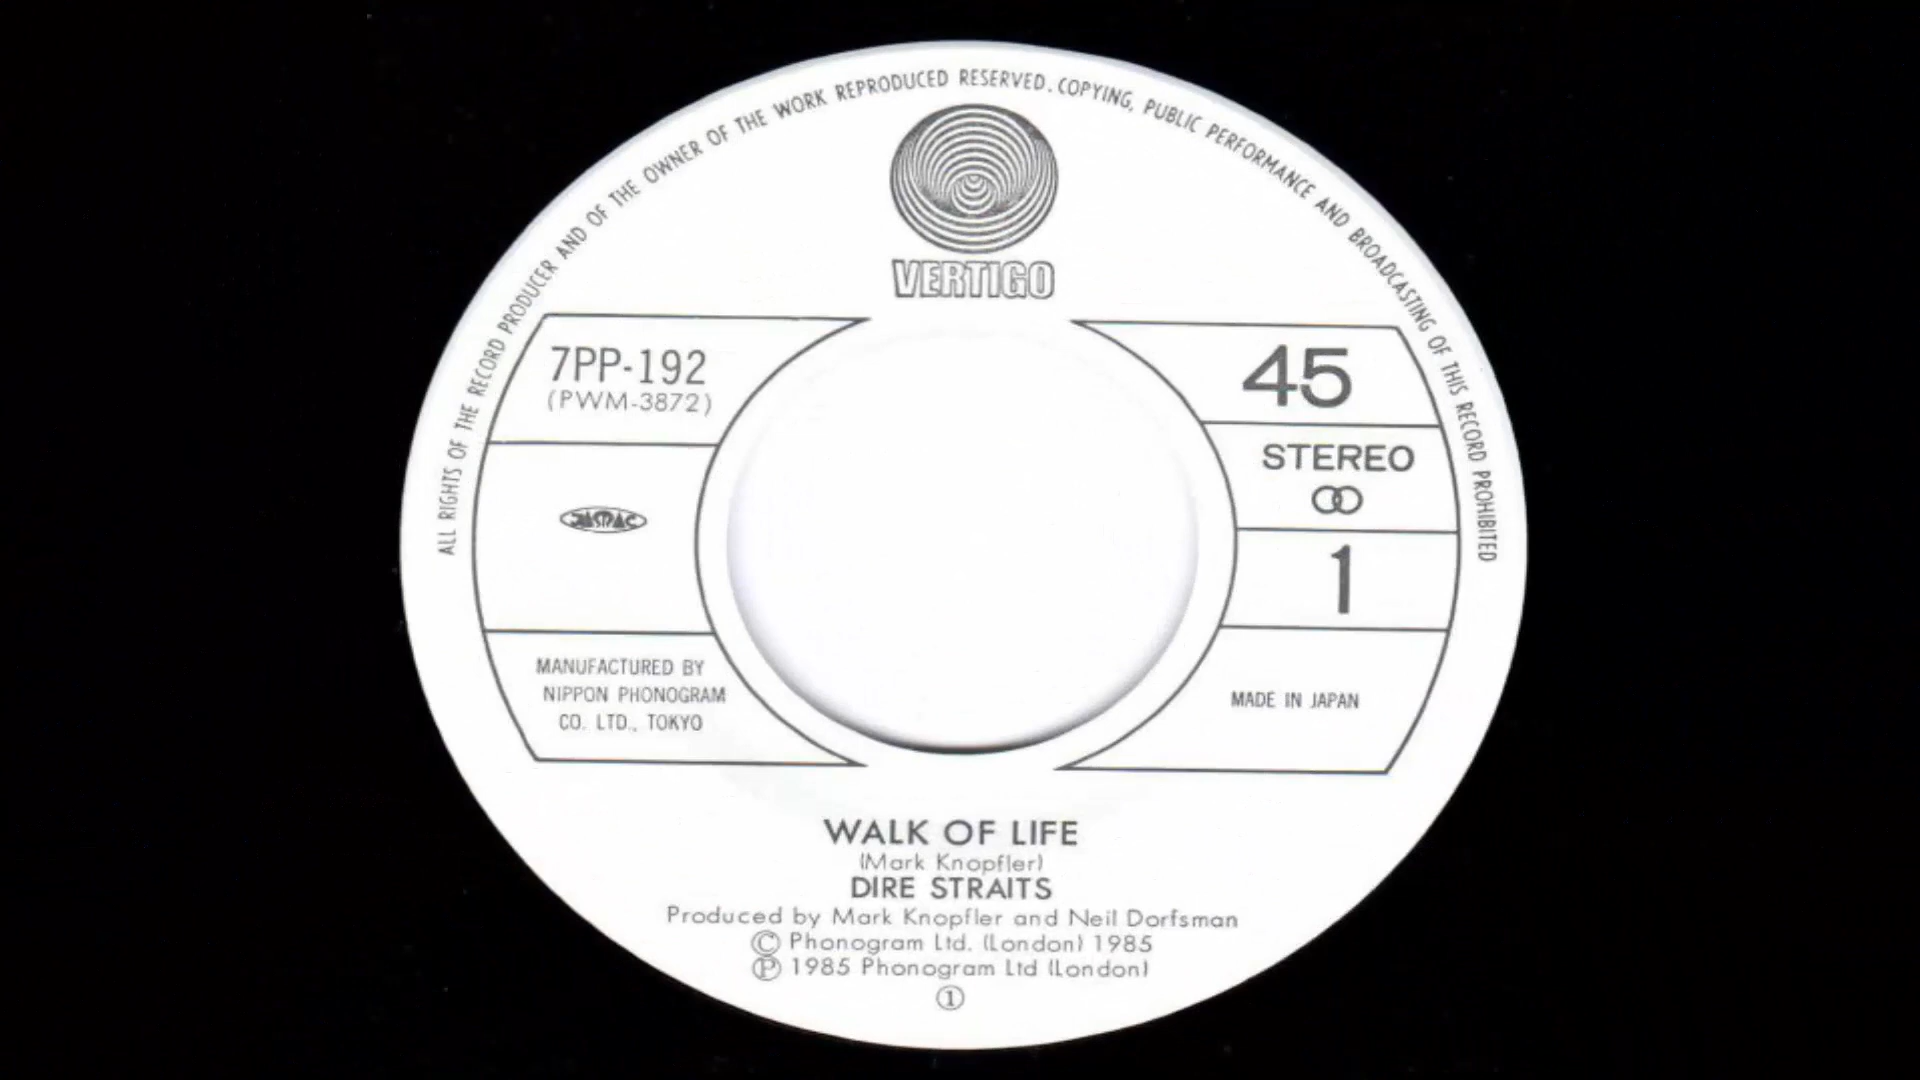 ALL RIGHTS OF THE RECORD PRODUCER AND OF THE OWNER OF THE WORK REPRODUCED RESERVED. COPYING, PUBLIC PERFORMANCE AND BROADCASTING OF THIS RECORD PROHIBITED
VERTIGO
7PP-192
(PWM-3872)
JASRAC
MANUFACTURED BY
NIPPON PHONOGRAM
CO. LTD., TOKYO
45
STEREO
1
MADE IN JAPAN
WALK OF LIFE
(Mark Knopfler)
DIRE STRAITS
Produced by Mark Knopfler and Neil Dorfsman
Ⓒ Phonogram Ltd. (London) 1985
Ⓟ 1985 Phonogram Ltd (London)
①